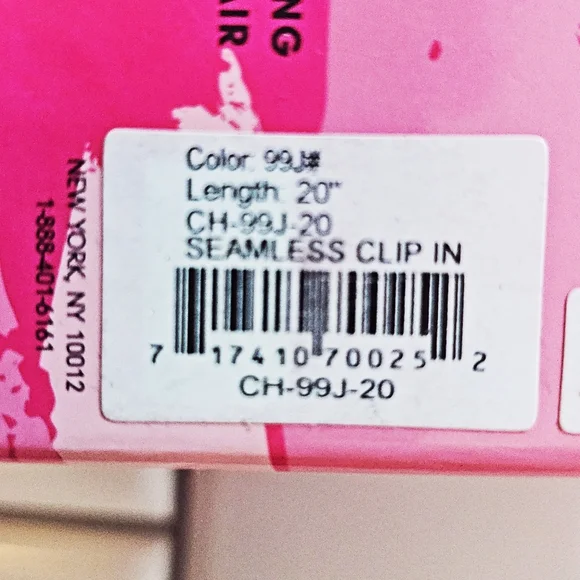 NG
AIR
Color: 99J#
Length: 20"
CH-99J-20
SEAMLESS CLIP IN
7 17410 70025 2
CH-99J-20
NEW YORK, NY 10012
1-888-401-6161